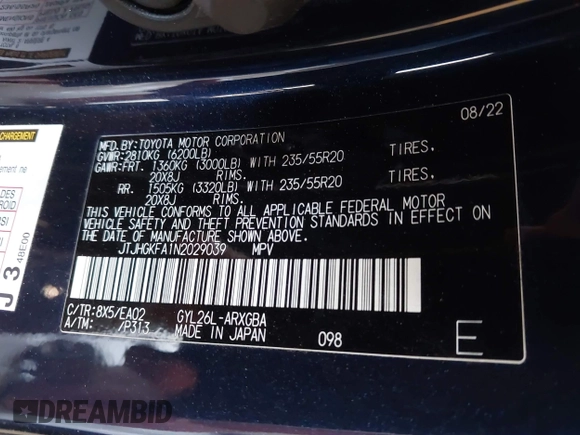 08/22
MFD.BY:TOYOTA MOTOR CORPORATION
GVWR:2810KG (6200LB)
GAWR:FRT. 1360KG (3000LB) WITH 235/55R20 TIRES.
20X8J RIMS.
RR. 1505KG (3320LB) WITH 235/55R20 TIRES.
20X8J RIMS.
THIS VEHICLE CONFORMS TO ALL APPLICABLE FEDERAL MOTOR
VEHICLE SAFETY AND THEFT PREVENTION STANDARDS IN EFFECT ON
THE DATE OF MANUFACTURE SHOWN ABOVE.
JTJHGKFA1N2029039 MPV
C/TR:8X5/EA02 GYL26L-ARXGBA
A/TM: /P313 MADE IN JAPAN 098 E
CHARGEMENT
48E00
J 3
DREAMBID